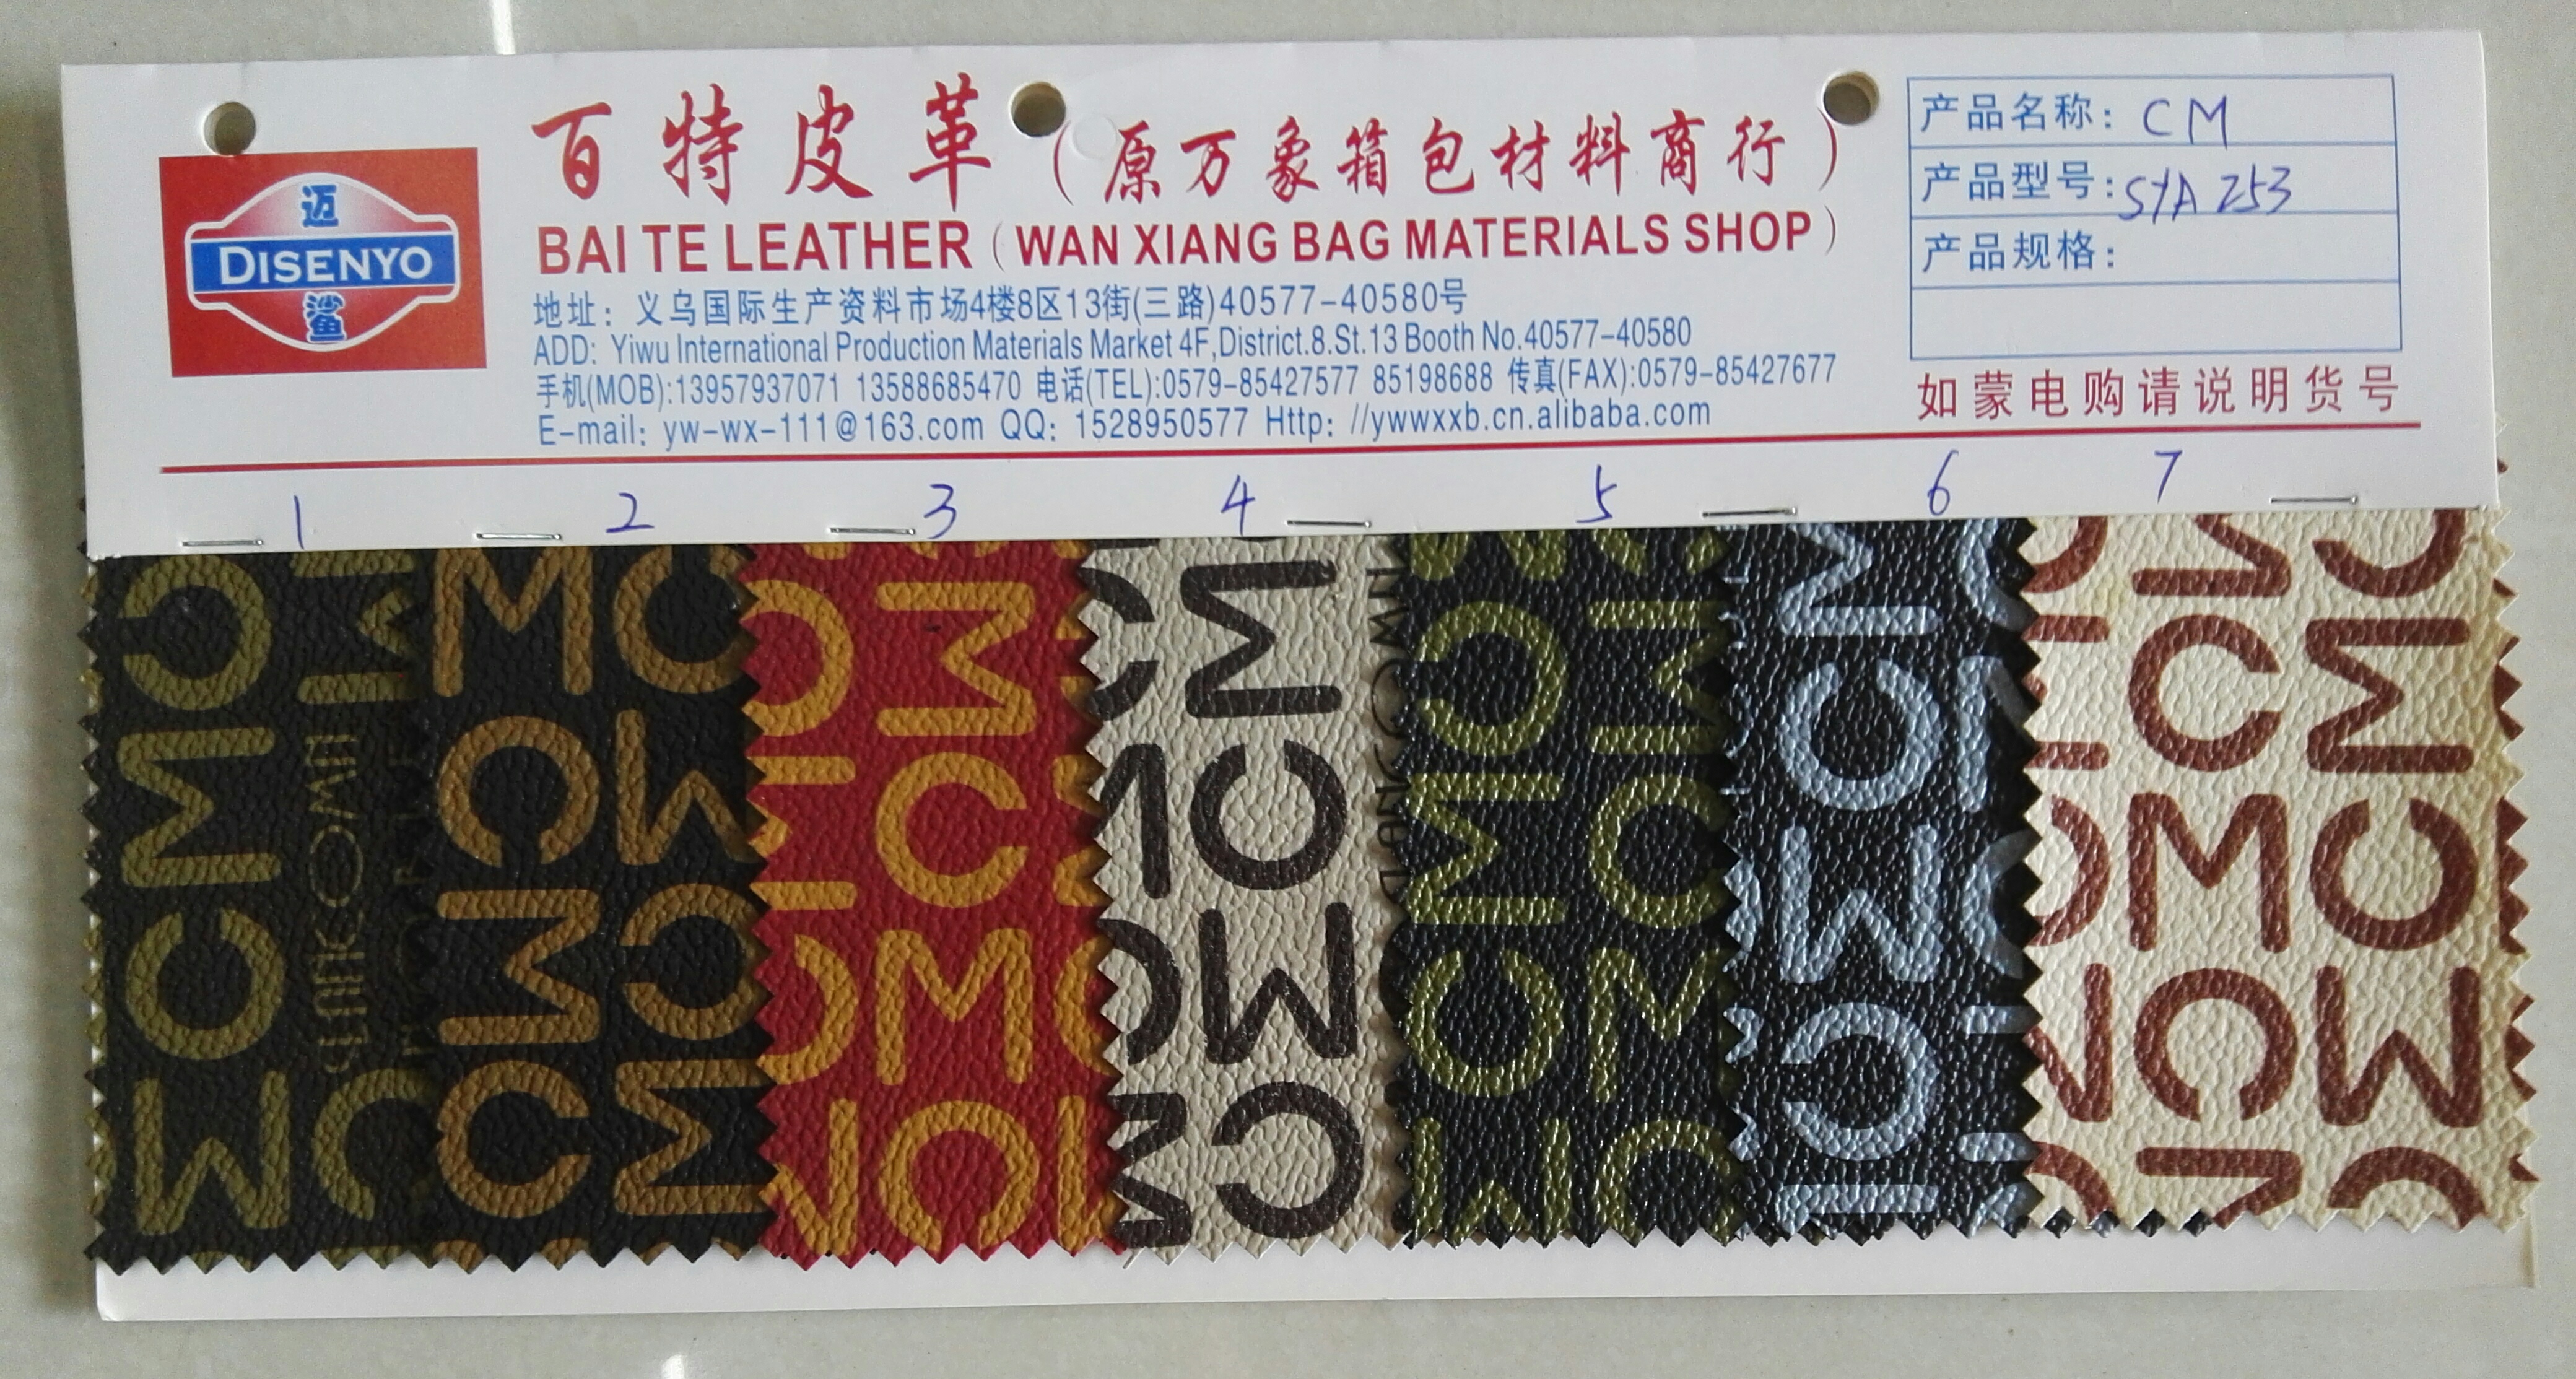 迈
DISENYO
鲨
百特皮革(原万象箱包材料商行)
BAI TE LEATHER (WAN XIANG BAG MATERIALS SHOP)
地址：义乌国际生产资料市场4楼8区13街(三路)40577-40580号
ADD: Yiwu International Production Materials Market 4F,District.8.St.13 Booth No.40577-40580
手机(MOB):13957937071 13588685470 电话(TEL):0579-85427577 85198688 传真(FAX):0579-85427677
E-mail: yw-wx-111@163.com QQ: 1528950577 Http: //ywwxxb.cn.alibaba.com
产品名称：CM
产品型号：SYA253
产品规格：
如蒙电购请说明货号
1 2 3 4 5 6 7